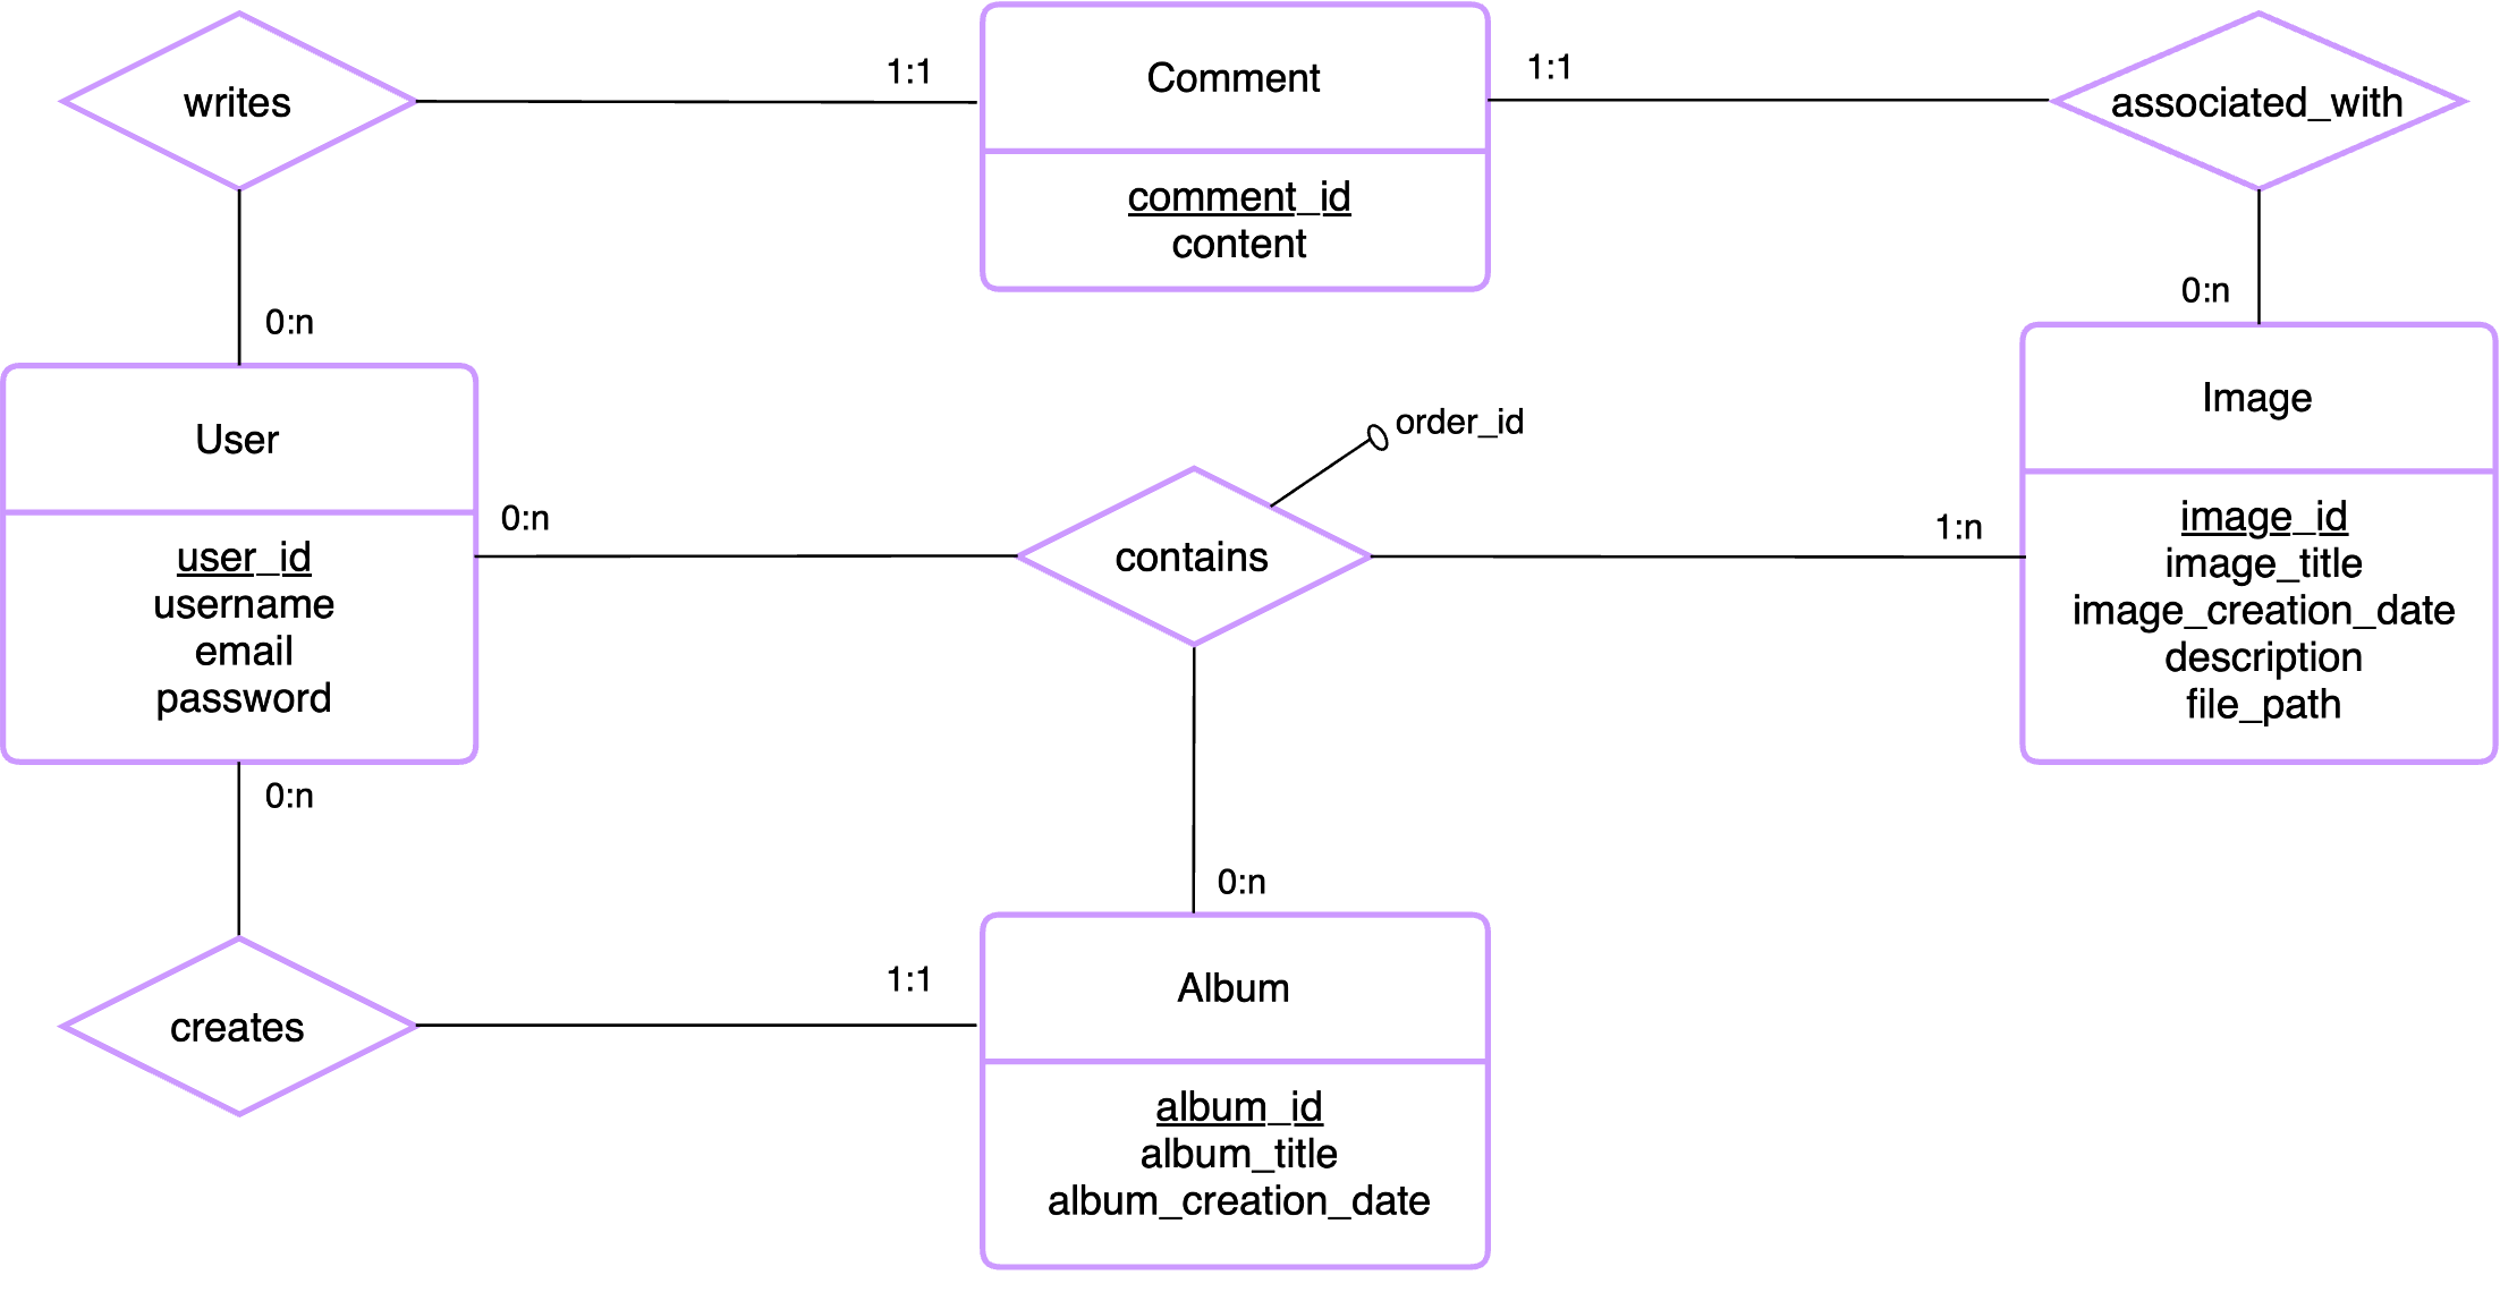 writes
1:1
Comment
1:1
associated_with
comment_id
content
0:n
0:n
User
order_id
Image
0:n
contains
1:n
user_id
username
email
password
image_id
image_title
image_creation_date
description
file_path
0:n
0:n
creates
1:1
Album
album_id
album_title
album_creation_date